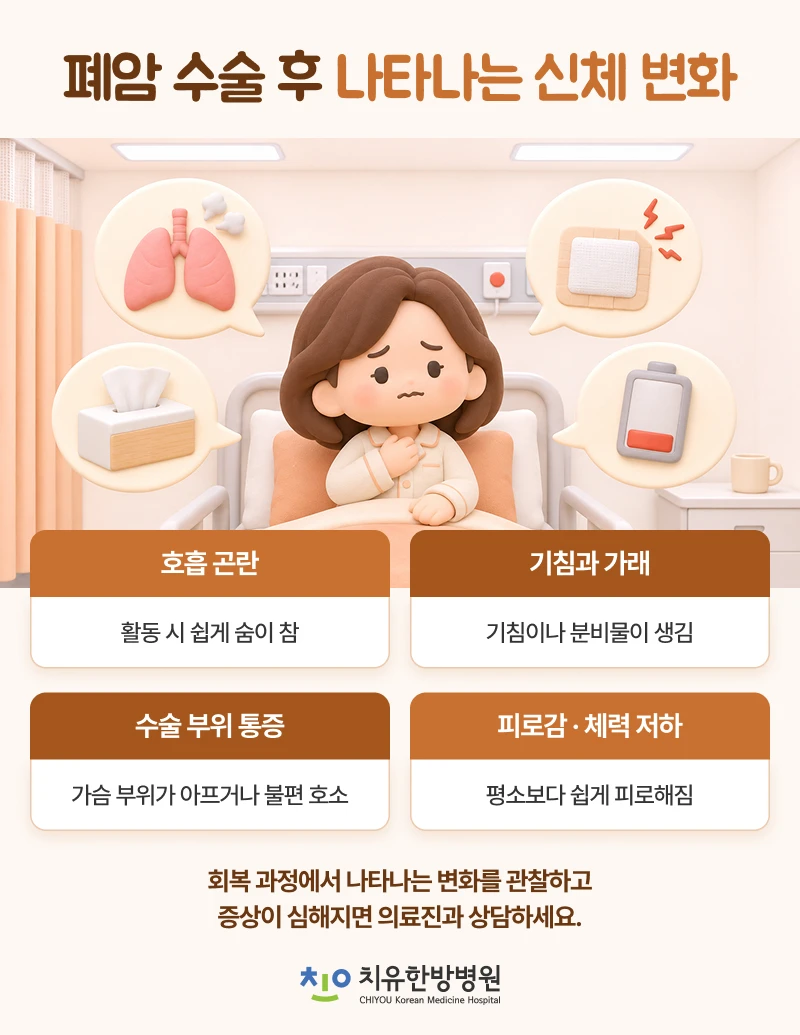 폐암 수술 후 나타나는 신체 변화
호흡 곤란
활동 시 쉽게 숨이 참
기침과 가래
기침이나 분비물이 생김
수술 부위 통증
가슴 부위가 아프거나 불편 호소
피로감 · 체력 저하
평소보다 쉽게 피로해짐
회복 과정에서 나타나는 변화를 관찰하고
증상이 심해지면 의료진과 상담하세요.
치유 치유한방병원
CHIYOU Korean Medicine Hospital